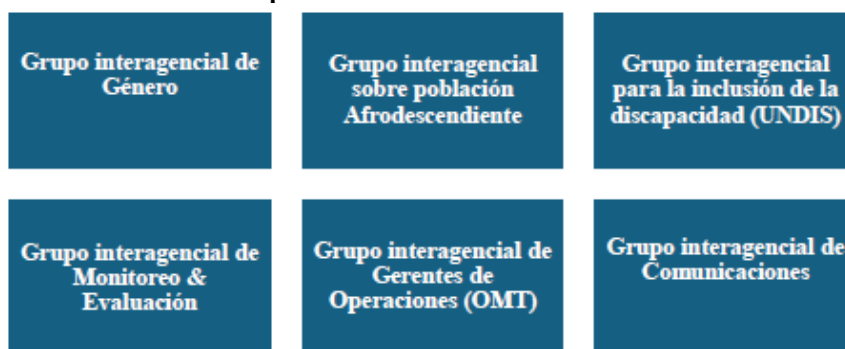 Grupo interagencial de
Género
Grupo interagencial
sobre población
Afrodescendiente
Grupo interagencial
para la inclusión de la
discapacidad (UNDIS)
Grupo interagencial de
Monitoreo &
Evaluación
Grupo interagencial de
Gerentes de
Operaciones (OMT)
Grupo interagencial de
Comunicaciones